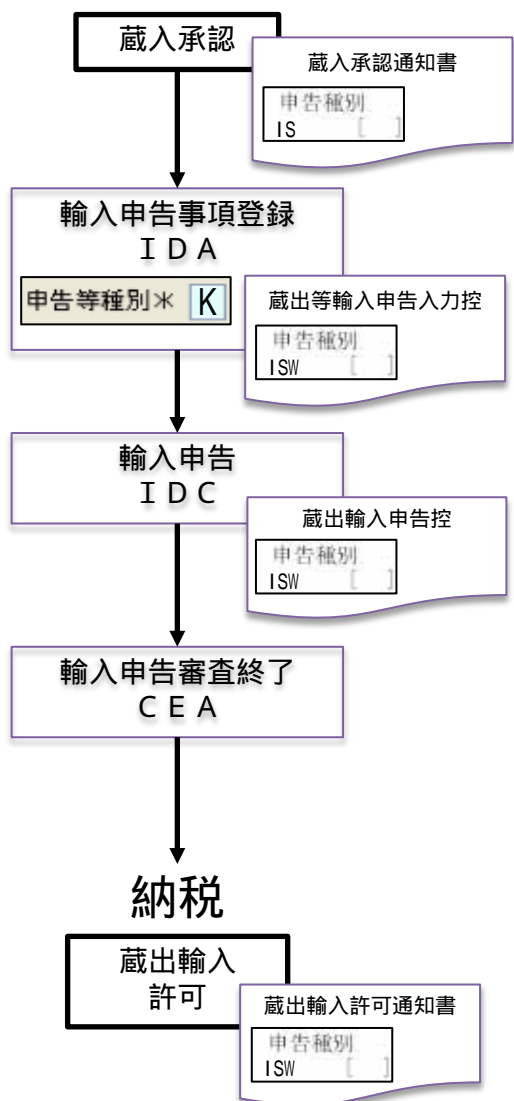 蔵入承認
蔵入承認通知書
申告種別
IS [ ]
輸入申告事項登録
ＩＤＡ
申告等種別＊ K
蔵出等輸入申告入力控
申告種別
ISW [ ]
輸入申告
ＩＤＣ
蔵出輸入申告控
申告種別
ISW [ ]
輸入申告審査終了
ＣＥＡ
納税
蔵出輸入
許可
蔵出輸入許可通知書
申告種別
ISW [ ]